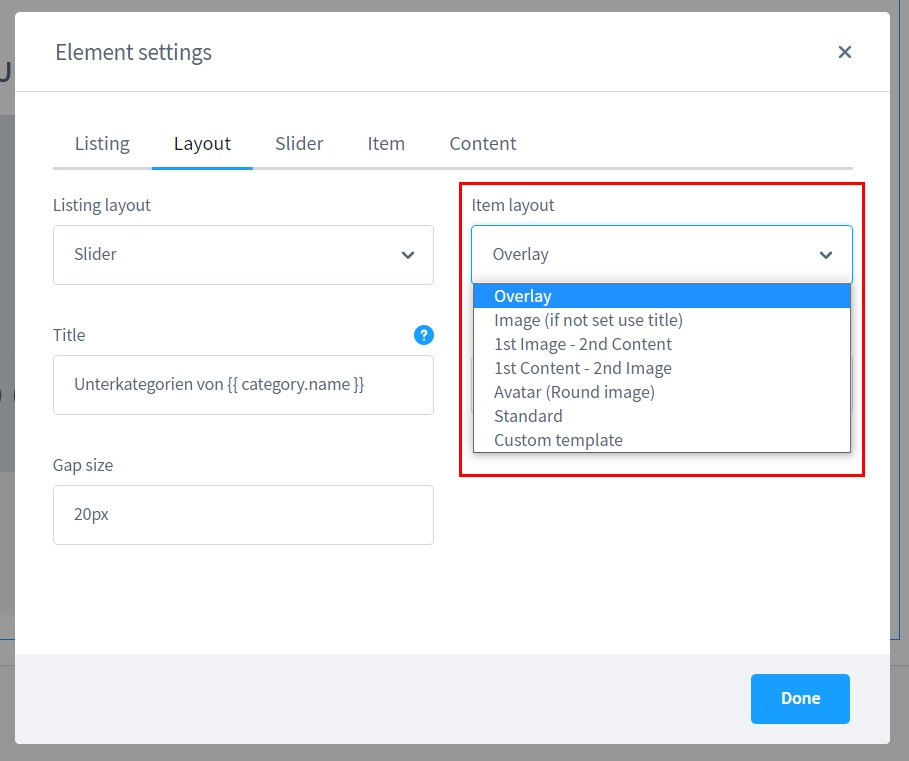 Element settings
Listing
Layout
Slider
Item
Content
Listing layout
Slider
Item layout
Overlay
Overlay
Image (if not set use title)
1st Image - 2nd Content
1st Content - 2nd Image
Avatar (Round image)
Standard
Custom template
Title
?
Unterkategorien von {{ category.name }}
Gap size
20px
Done